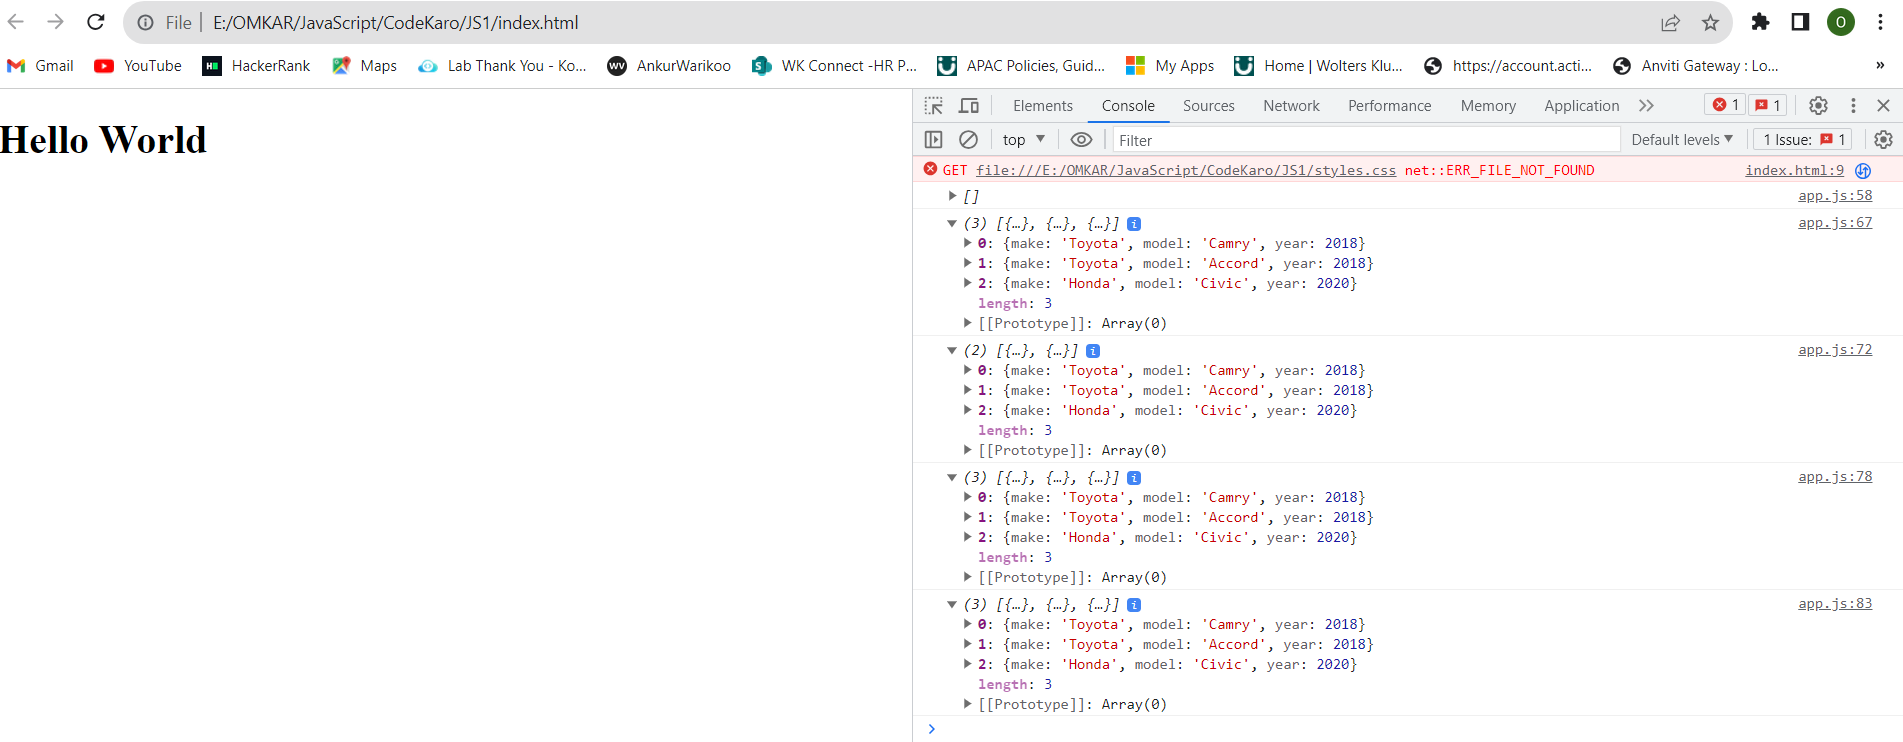 File | E:/OMKAR/JavaScript/CodeKaro/JS1/index.html O
Gmail YouTube HackerRank Maps Lab Thank You - Ko... AnkurWarikoo WK Connect -HR P... APAC Policies, Guid... My Apps Home | Wolters Klu... https://account.acti... Anviti Gateway : Lo... »
Hello World
Elements Console Sources Network Performance Memory Application 1 1
top Filter Default levels 1 Issue: 1
GET file:///E:/OMKAR/JavaScript/CodeKaro/JS1/styles.css net::ERR_FILE_NOT_FOUND index.html:9
[] app.js:58
(3) [{…}, {…}, {…}] i app.js:67
0: {make: 'Toyota', model: 'Camry', year: 2018}
1: {make: 'Toyota', model: 'Accord', year: 2018}
2: {make: 'Honda', model: 'Civic', year: 2020}
length: 3
[[Prototype]]: Array(0)
(2) [{…}, {…}] i app.js:72
0: {make: 'Toyota', model: 'Camry', year: 2018}
1: {make: 'Toyota', model: 'Accord', year: 2018}
2: {make: 'Honda', model: 'Civic', year: 2020}
length: 3
[[Prototype]]: Array(0)
(3) [{…}, {…}, {…}] i app.js:78
0: {make: 'Toyota', model: 'Camry', year: 2018}
1: {make: 'Toyota', model: 'Accord', year: 2018}
2: {make: 'Honda', model: 'Civic', year: 2020}
length: 3
[[Prototype]]: Array(0)
(3) [{…}, {…}, {…}] i app.js:83
0: {make: 'Toyota', model: 'Camry', year: 2018}
1: {make: 'Toyota', model: 'Accord', year: 2018}
2: {make: 'Honda', model: 'Civic', year: 2020}
length: 3
[[Prototype]]: Array(0)